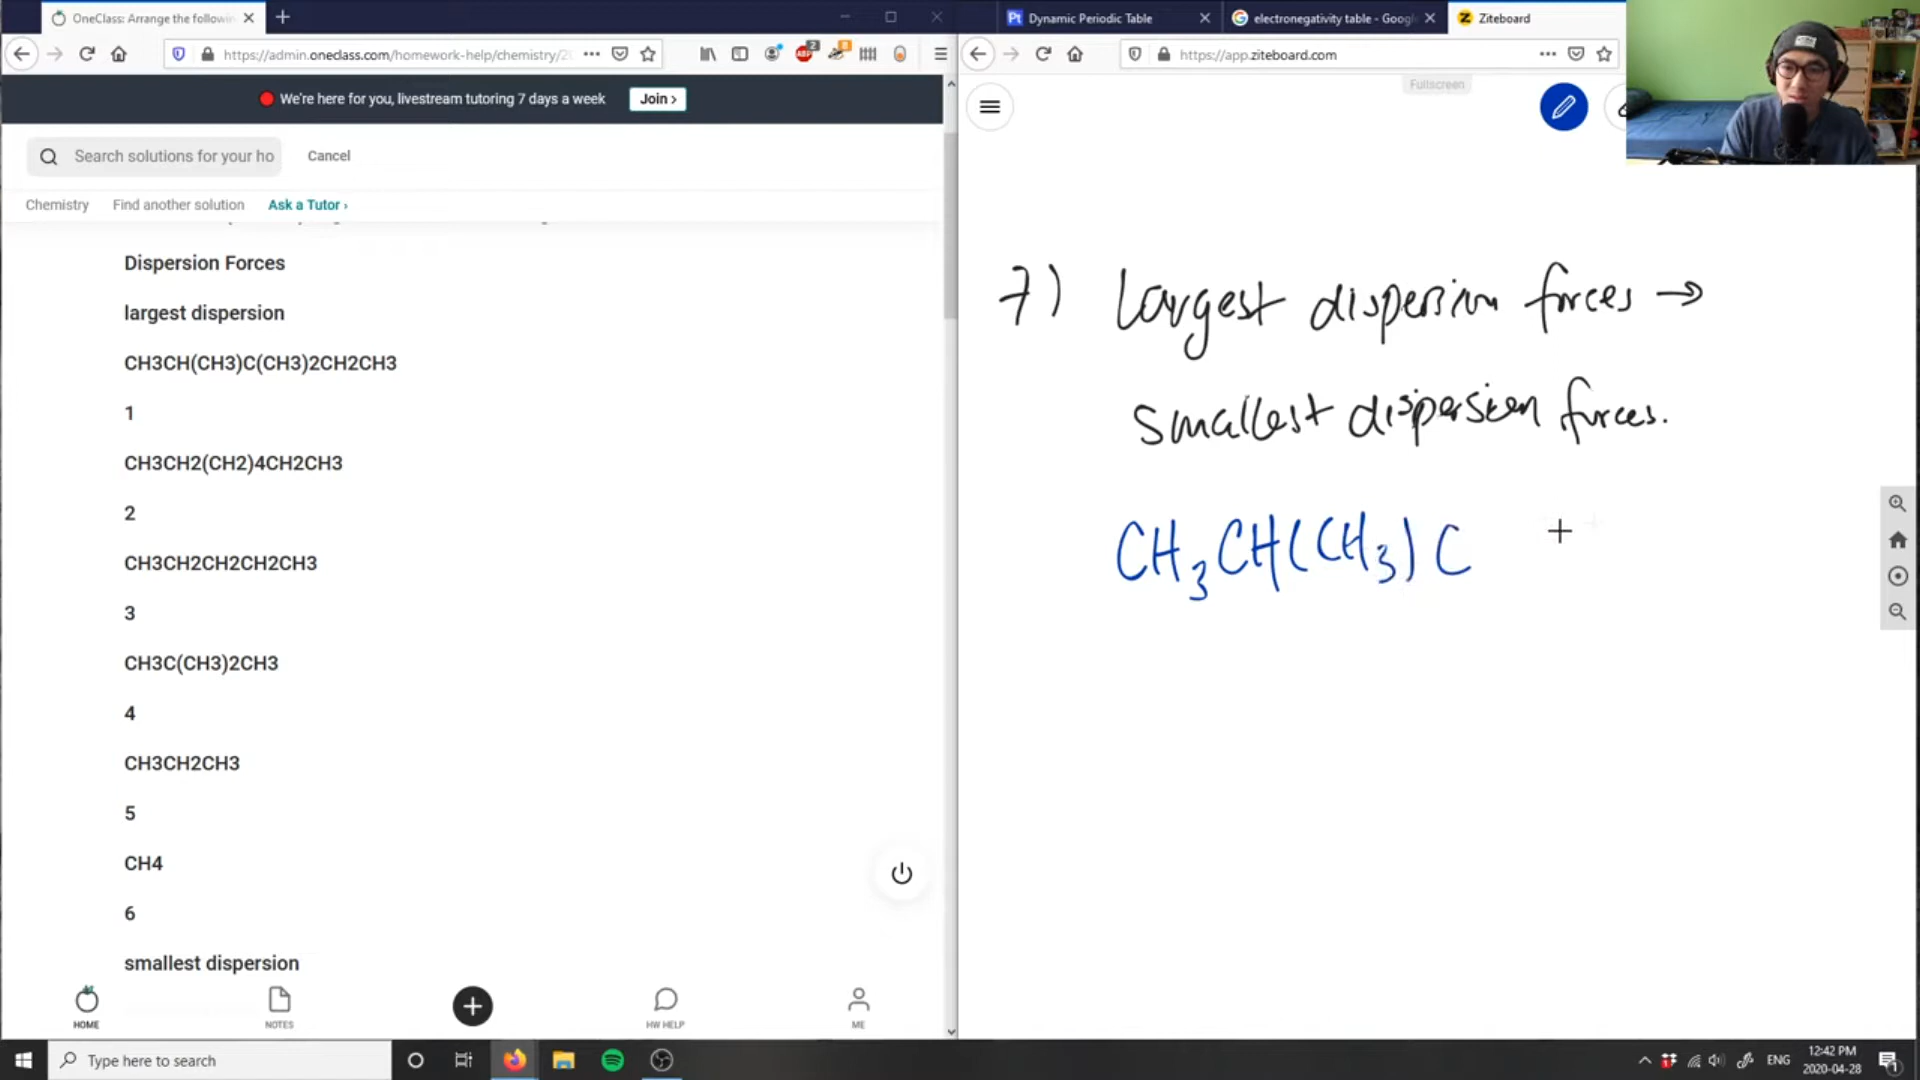 OneClass: Arrange the followin
https://admin.oneclass.com/homework-help/chemistry/2
2
We're here for you, livestream tutoring 7 days a week
Join ›
Search solutions for your ho
Cancel
Chemistry
Find another solution
Ask a Tutor ›
Dispersion Forces
largest dispersion
CH3CH(CH3)C(CH3)2CH2CH3
1
CH3CH2(CH2)4CH2CH3
2
CH3CH2CH2CH2CH3
3
CH3C(CH3)2CH3
4
CH3CH2CH3
5
CH4
6
smallest dispersion
HOME
NOTES
HW HELP
ME
Pt Dynamic Periodic Table
electronegativity table - Goog
Ziteboard
https://app.ziteboard.com
Fullscreen
7) Largest dispersion forces →
smallest dispersion forces.
CH₃CH(CH₃)C
Type here to search
ENG
12:42 PM
2020-04-28
1